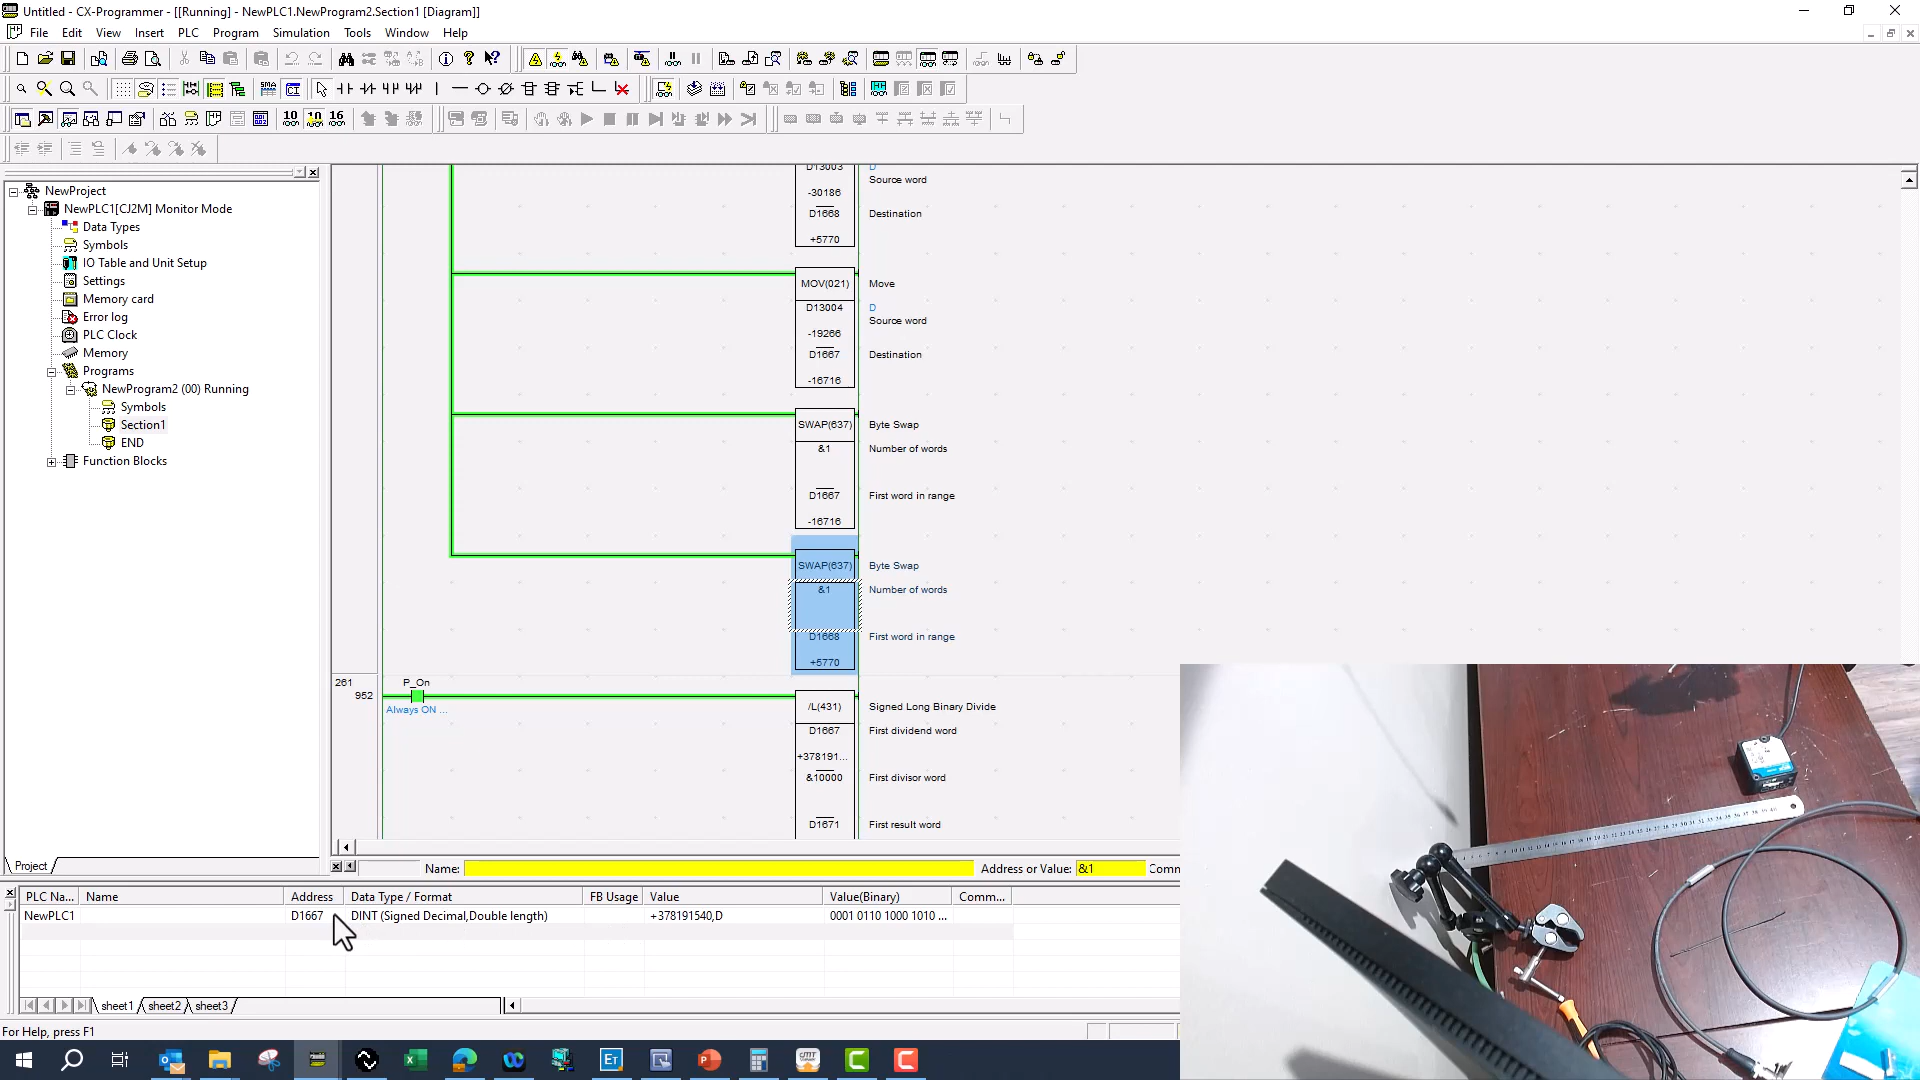 Untitled - CX-Programmer - [[Running] - NewPLC1.NewProgram2.Section1 [Diagram]]
File Edit View Insert PLC Program Simulation Tools Window Help
10 10 16
NewProject
NewPLC1[CJ2M] Monitor Mode
Data Types
Symbols
IO Table and Unit Setup
Settings
Memory card
Error log
PLC Clock
Memory
Programs
NewProgram2 (00) Running
Symbols
Section1
END
Function Blocks
Project
D13003 D
Source word
-30186
D1668 Destination
+5770
MOV(021) Move
D13004 D
Source word
-19266
D1667 Destination
-16716
SWAP(637) Byte Swap
&1 Number of words
D1667 First word in range
-16716
SWAP(637) Byte Swap
&1 Number of words
D1668 First word in range
+5770
261 P_On
952
Always ON ...
/L(431) Signed Long Binary Divide
D1667 First dividend word
+378191...
&10000 First divisor word
D1671 First result word
Name: Address or Value: &1 Comm
PLC Na... Name Address Data Type / Format FB Usage Value Value(Binary) Comm...
NewPLC1 D1667 DINT (Signed Decimal,Double length) +378191540,D 0001 0110 1000 1010 ...
sheet1 sheet2 sheet3
For Help, press F1